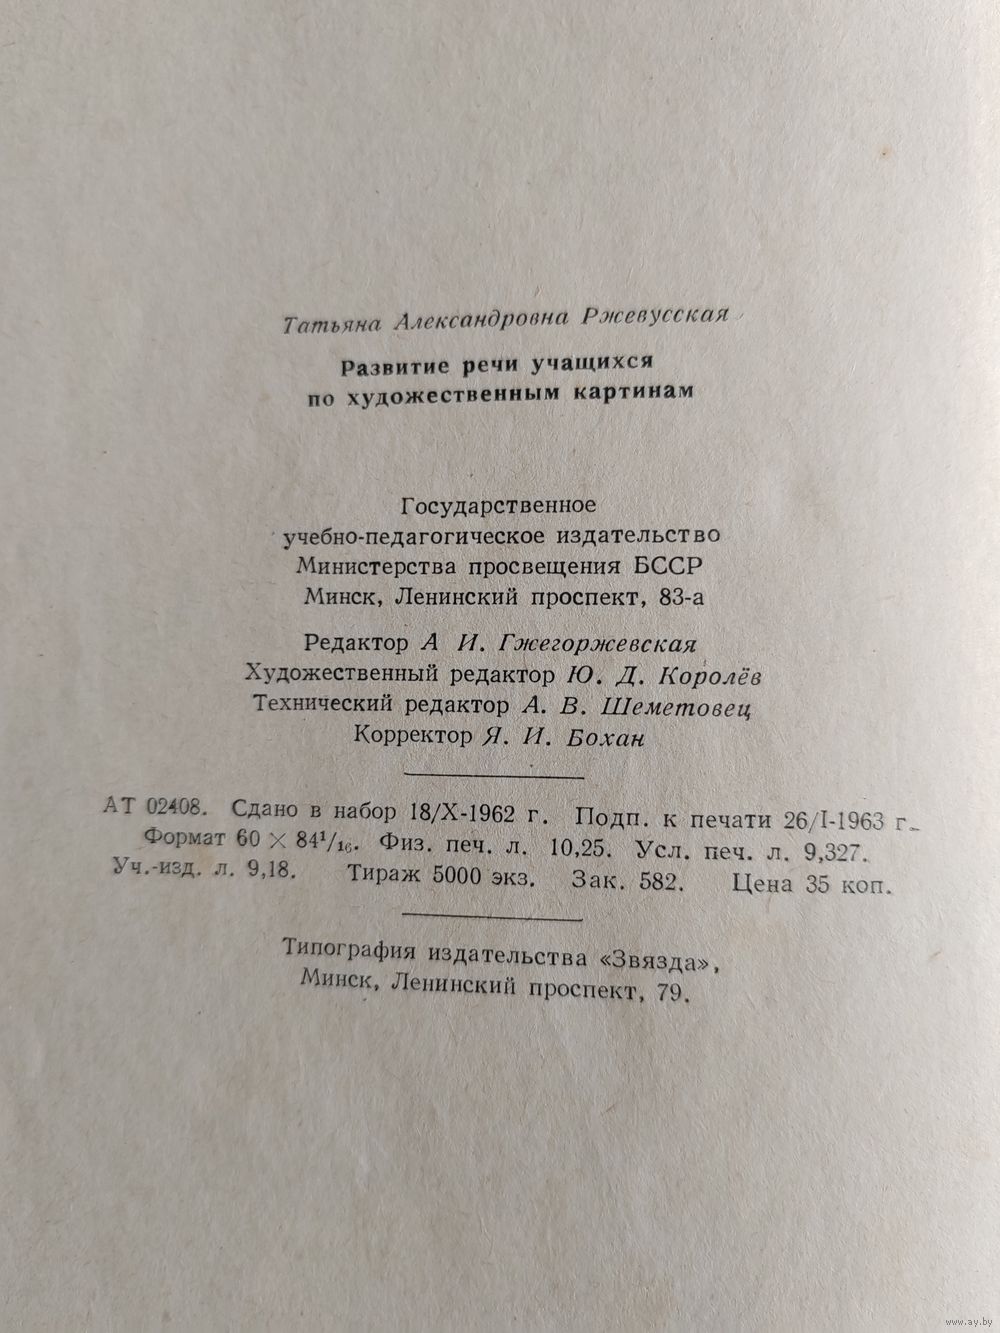 Татьяна Александровна Ржевусская
Развитие речи учащихся
по художественным картинам
Государственное
учебно-педагогическое издательство
Министерства просвещения БССР
Минск, Ленинский проспект, 83-а
Редактор А И. Гжегоржевская
Художественный редактор Ю. Д. Королёв
Технический редактор А. В. Шеметовец
Корректор Я. И. Бохан
АТ 02408. Сдано в набор 18/X-1962 г. Подп. к печати 26/I-1963 г.
Формат 60 × 84¹/₁₆. Физ. печ. л. 10,25. Усл. печ. л. 9,327.
Уч.-изд. л. 9,18. Тираж 5000 экз. Зак. 582. Цена 35 коп.
Типография издательства «Звязда»,
Минск, Ленинский проспект, 79.
www.ay.by